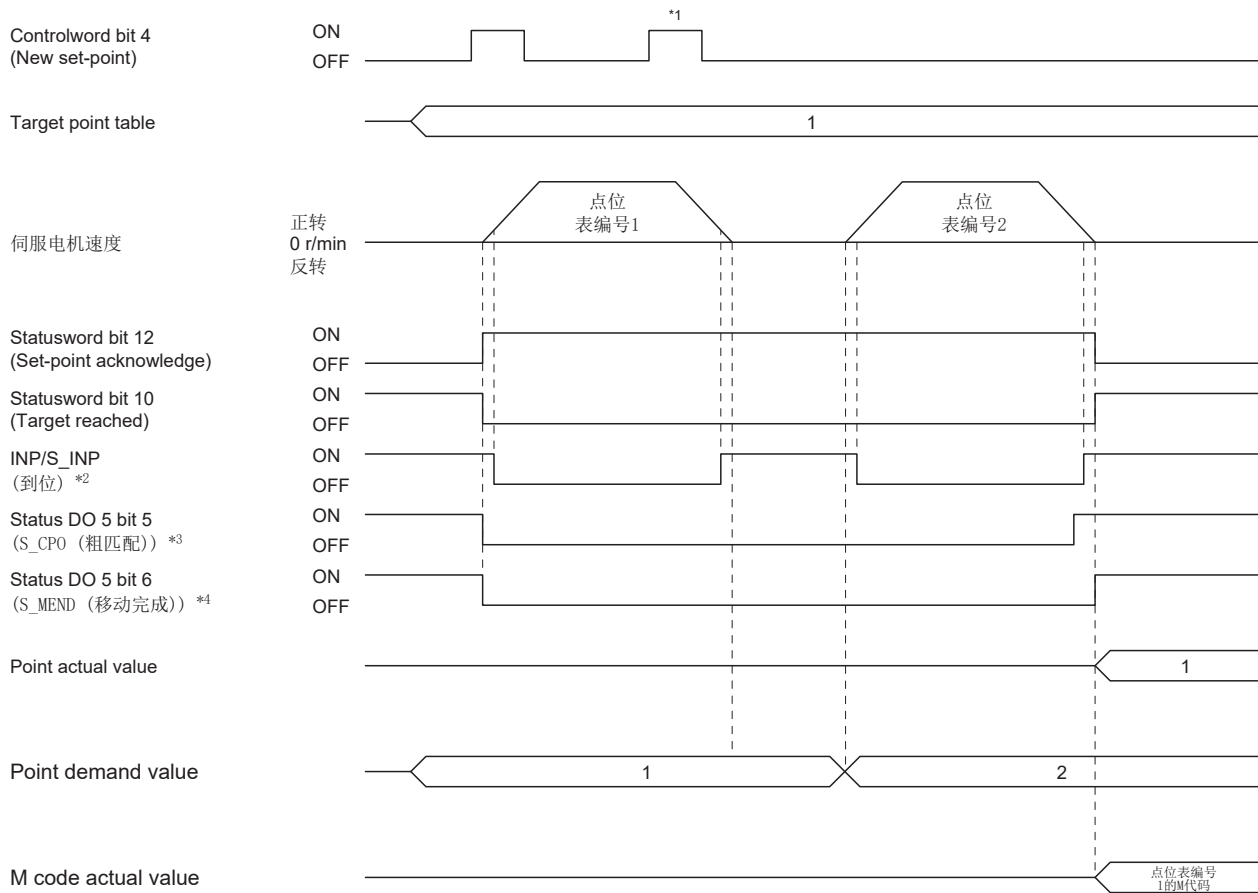 *1
Controlword bit 4
(New set-point)
ON
OFF
Target point table
1
伺服电机速度
正转
0 r/min
反转
点位
表编号1
点位
表编号2
Statusword bit 12
(Set-point acknowledge)
ON
OFF
Statusword bit 10
(Target reached)
ON
OFF
INP/S_INP
(到位) *2
ON
OFF
Status DO 5 bit 5
(S_CPO (粗匹配)) *3
ON
OFF
Status DO 5 bit 6
(S_MEND (移动完成)) *4
ON
OFF
Point actual value
1
Point demand value
1
2
M code actual value
点位表编号
1的M代码